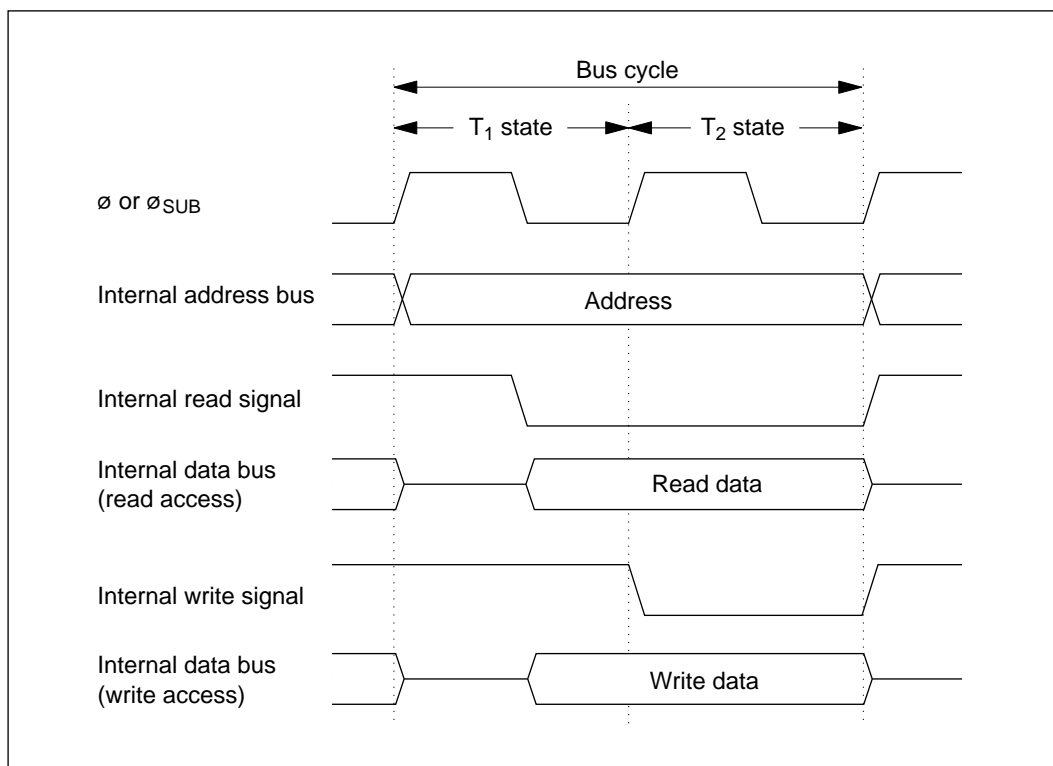 Bus cycle
T₁ state
T₂ state
ø or øSUB
Internal address bus
Address
Internal read signal
Internal data bus
(read access)
Read data
Internal write signal
Internal data bus
(write access)
Write data